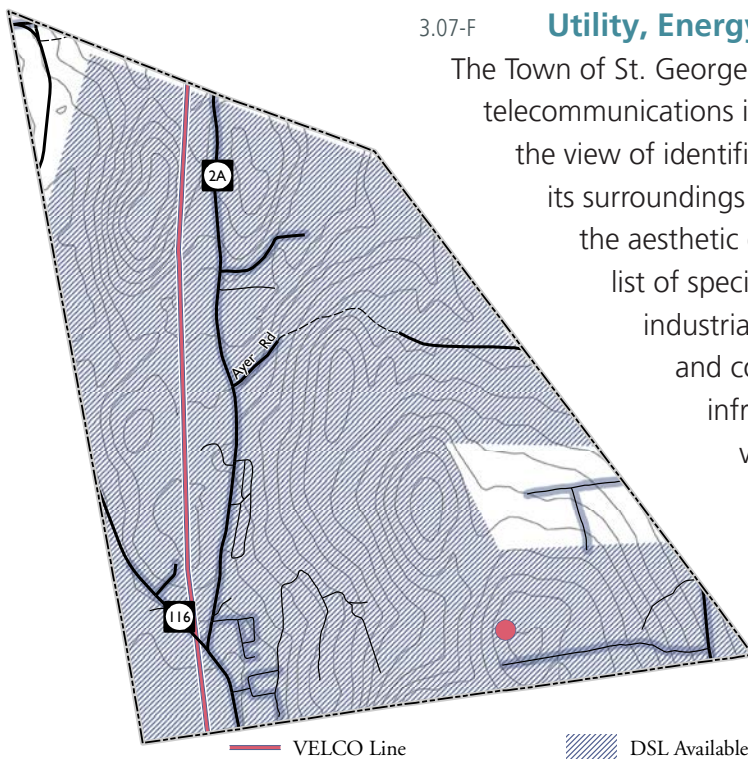 3.07-F Utility, Energy
The Town of St. George
telecommunications i
the view of identifi
its surroundings
the aesthetic
list of speci
industria
and co
infr
v
2A
Ayer Rd
116
VELCO Line
DSL Available